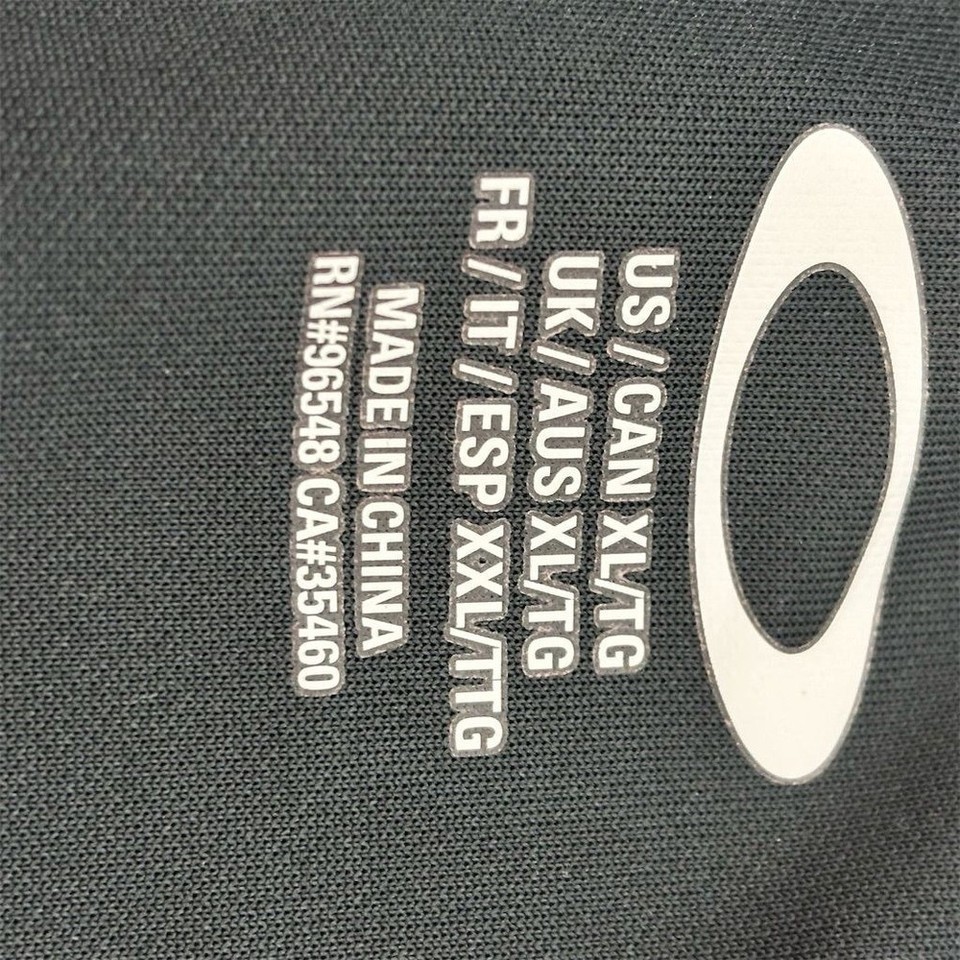 US / CAN XL/TG
UK / AUS XL/TG
FR / IT / ESP XXL/TTG
MADE IN CHINA
RN#96548 CA#35460